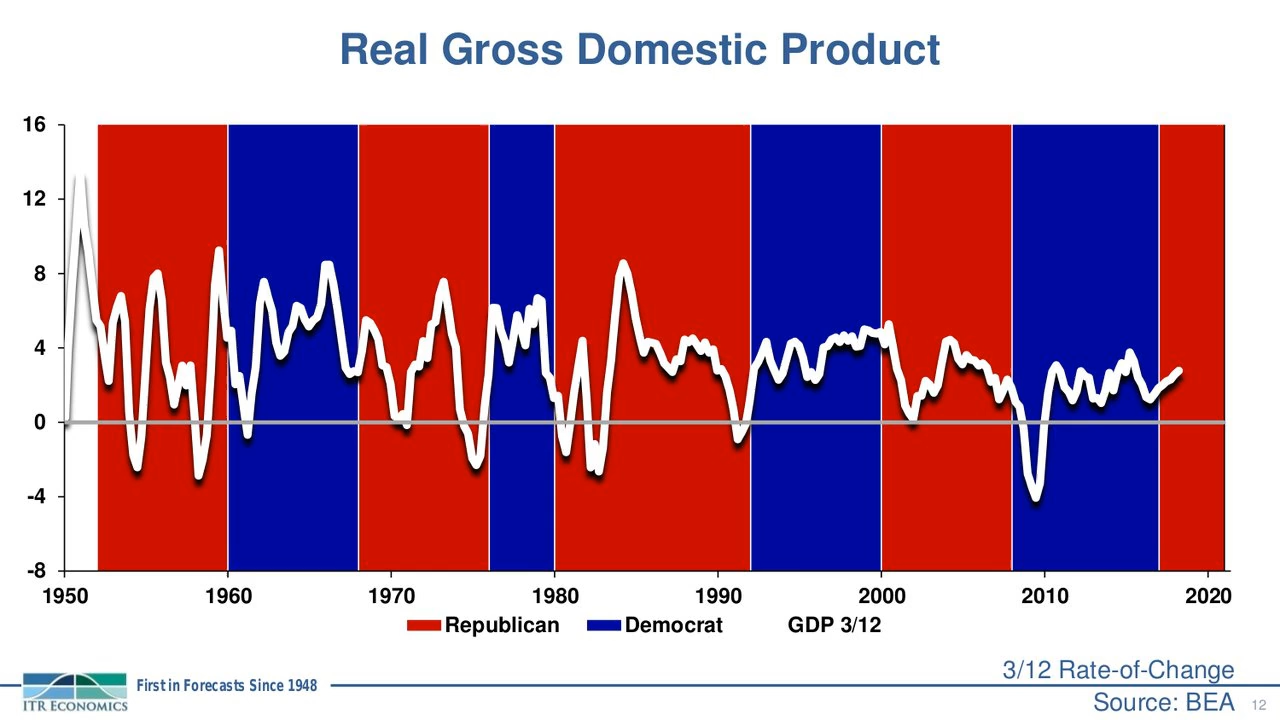 Real Gross Domestic Product
16
12
8
4
0
-4
-8
1950 1960 1970 1980 1990 2000 2010 2020
Republican Democrat GDP 3/12
3/12 Rate-of-Change
First in Forecasts Since 1948
ITR ECONOMICS
Source: BEA 12